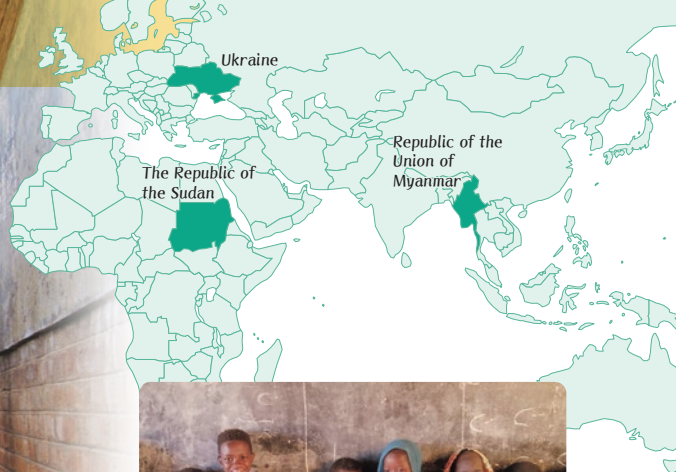 Ukraine
Republic of the
Union of
Myanmar
The Republic of
the Sudan